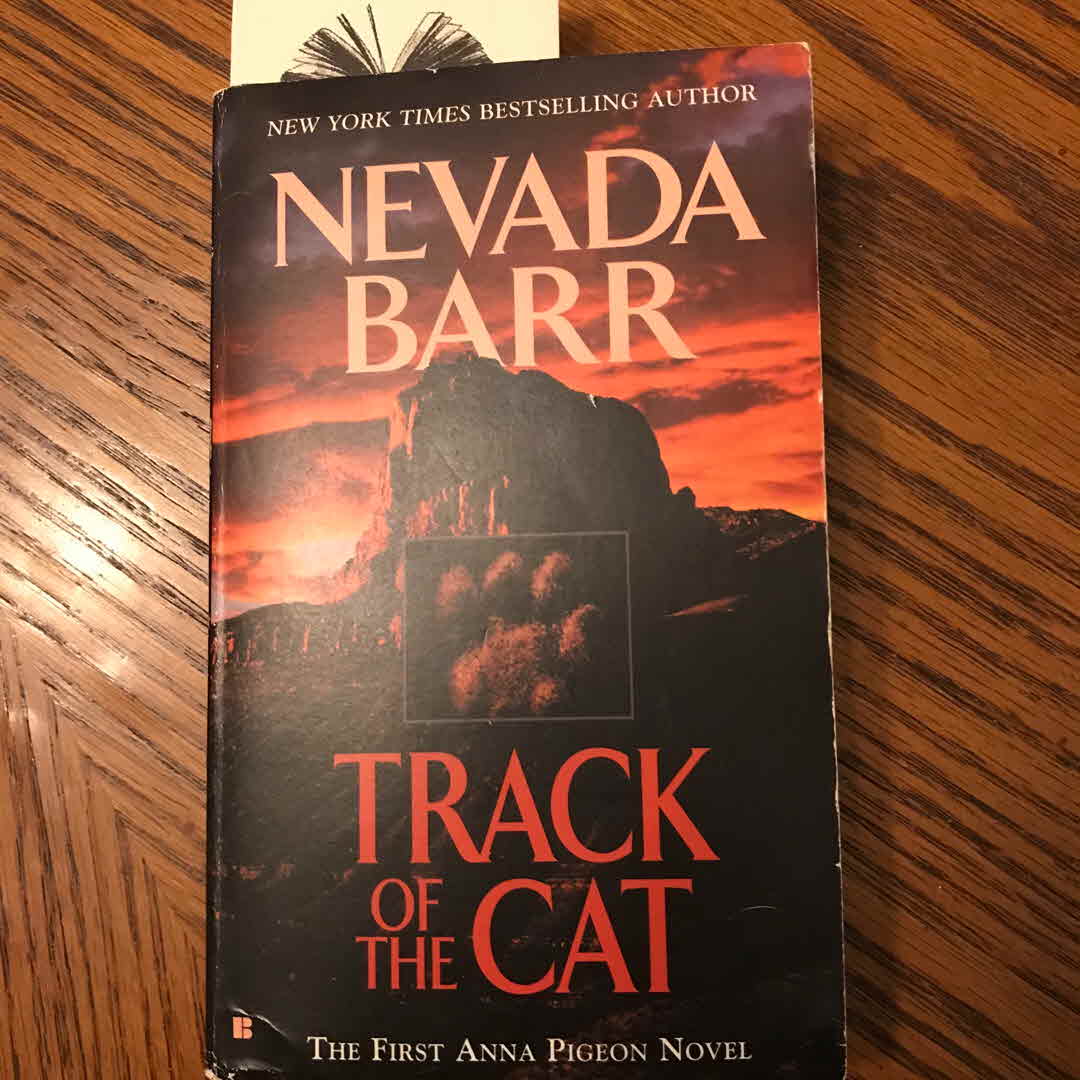 NEW YORK TIMES BESTSELLING AUTHOR
NEVADA
BARR
TRACK
OF
THE CAT
B
THE FIRST ANNA PIGEON NOVEL